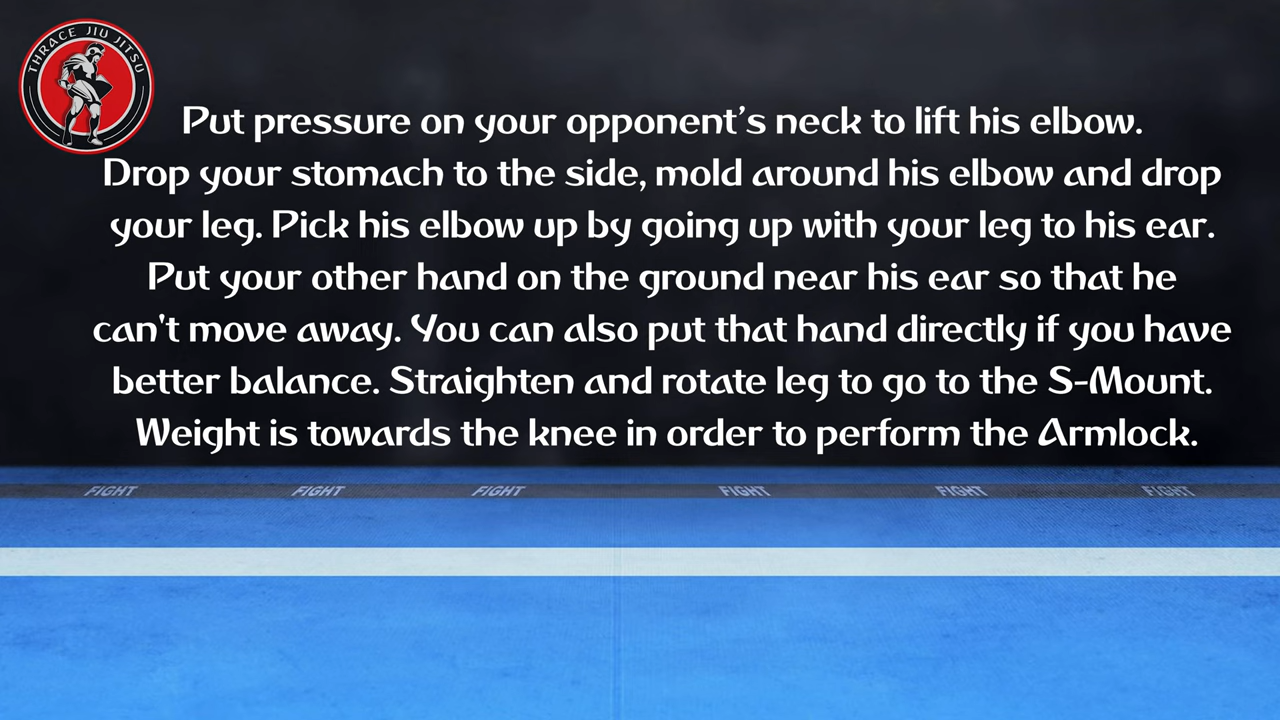 THRACE JIU JITSU
Put pressure on your opponent’s neck to lift his elbow.
Drop your stomach to the side, mold around his elbow and drop
your leg. Pick his elbow up by going up with your leg to his ear.
Put your other hand on the ground near his ear so that he
can't move away. You can also put that hand directly if you have
better balance. Straighten and rotate leg to go to the S-Mount.
Weight is towards the knee in order to perform the Armlock.
FIGHT FIGHT FIGHT FIGHT FIGHT FIGHT